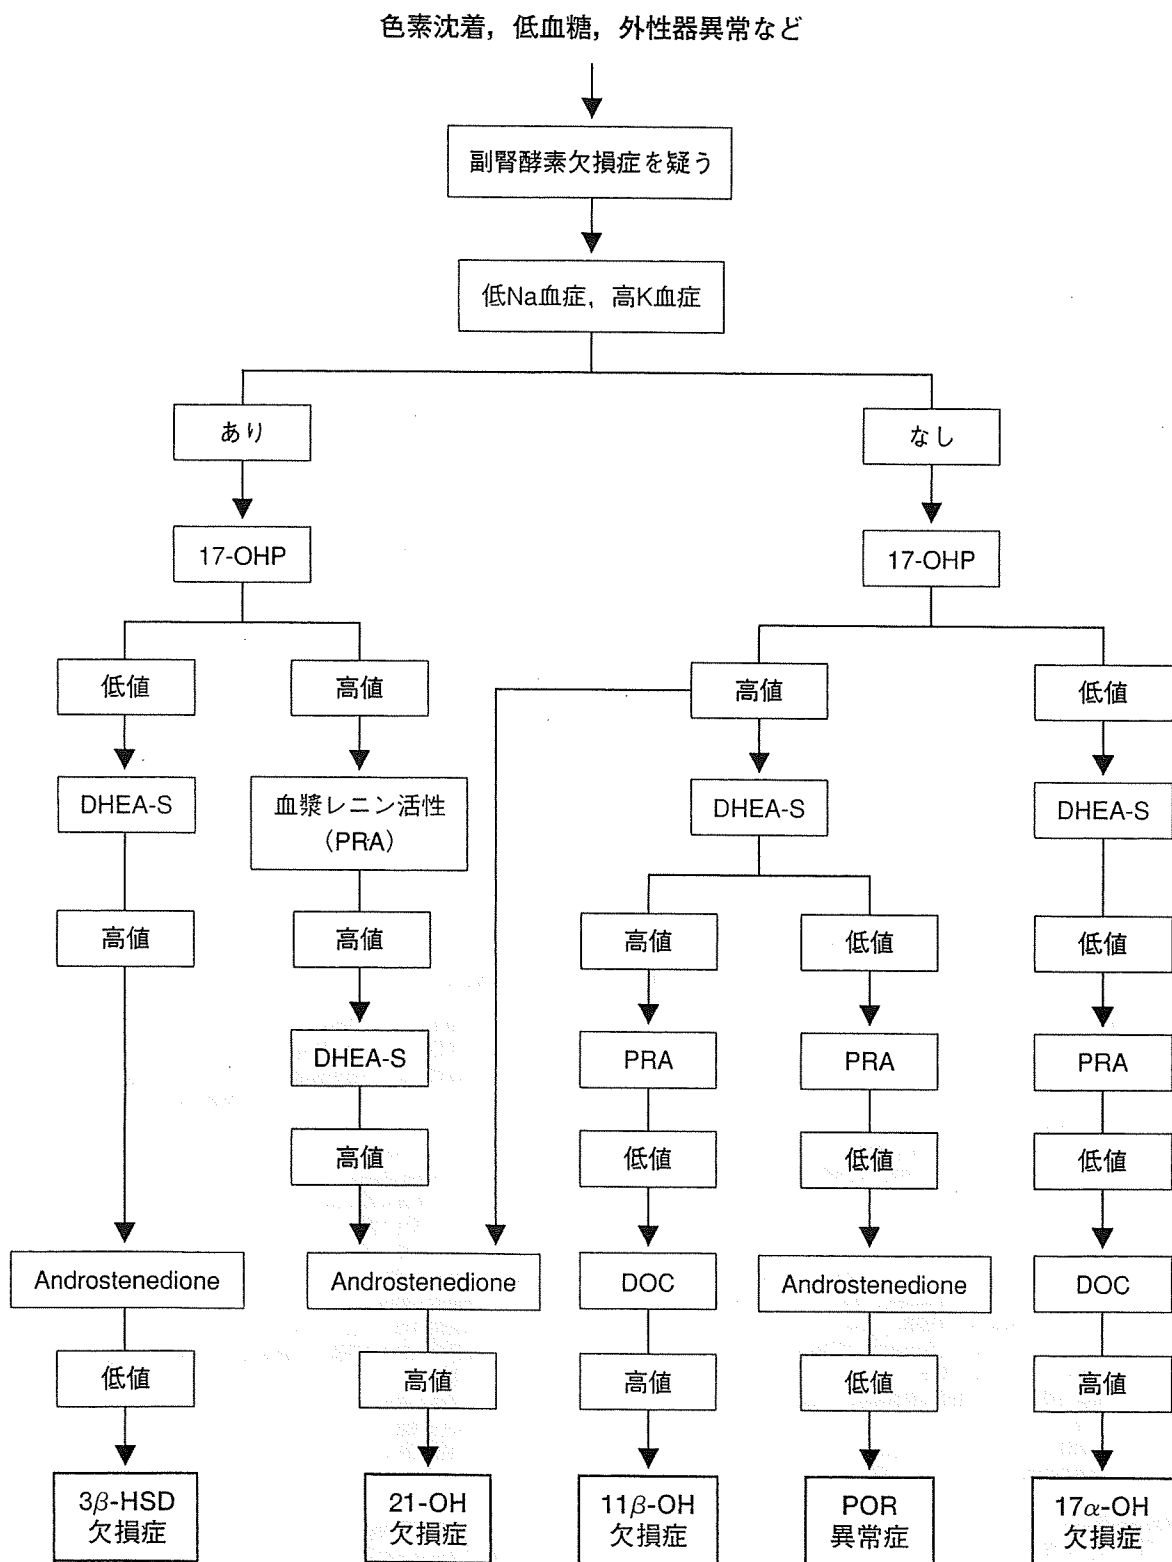 色素沈着，低血糖，外性器異常など
副腎酵素欠損症を疑う
低Na血症，高K血症
あり
なし
17-OHP
17-OHP
低値
高値
高値
低値
DHEA-S
血漿レニン活性
（PRA）
DHEA-S
DHEA-S
高値
高値
高値
低値
低値
DHEA-S
PRA
PRA
PRA
高値
低値
低値
低値
Androstenedione
Androstenedione
DOC
Androstenedione
DOC
低値
高値
高値
低値
高値
3β-HSD
欠損症
21-OH
欠損症
11β-OH
欠損症
POR
異常症
17α-OH
欠損症